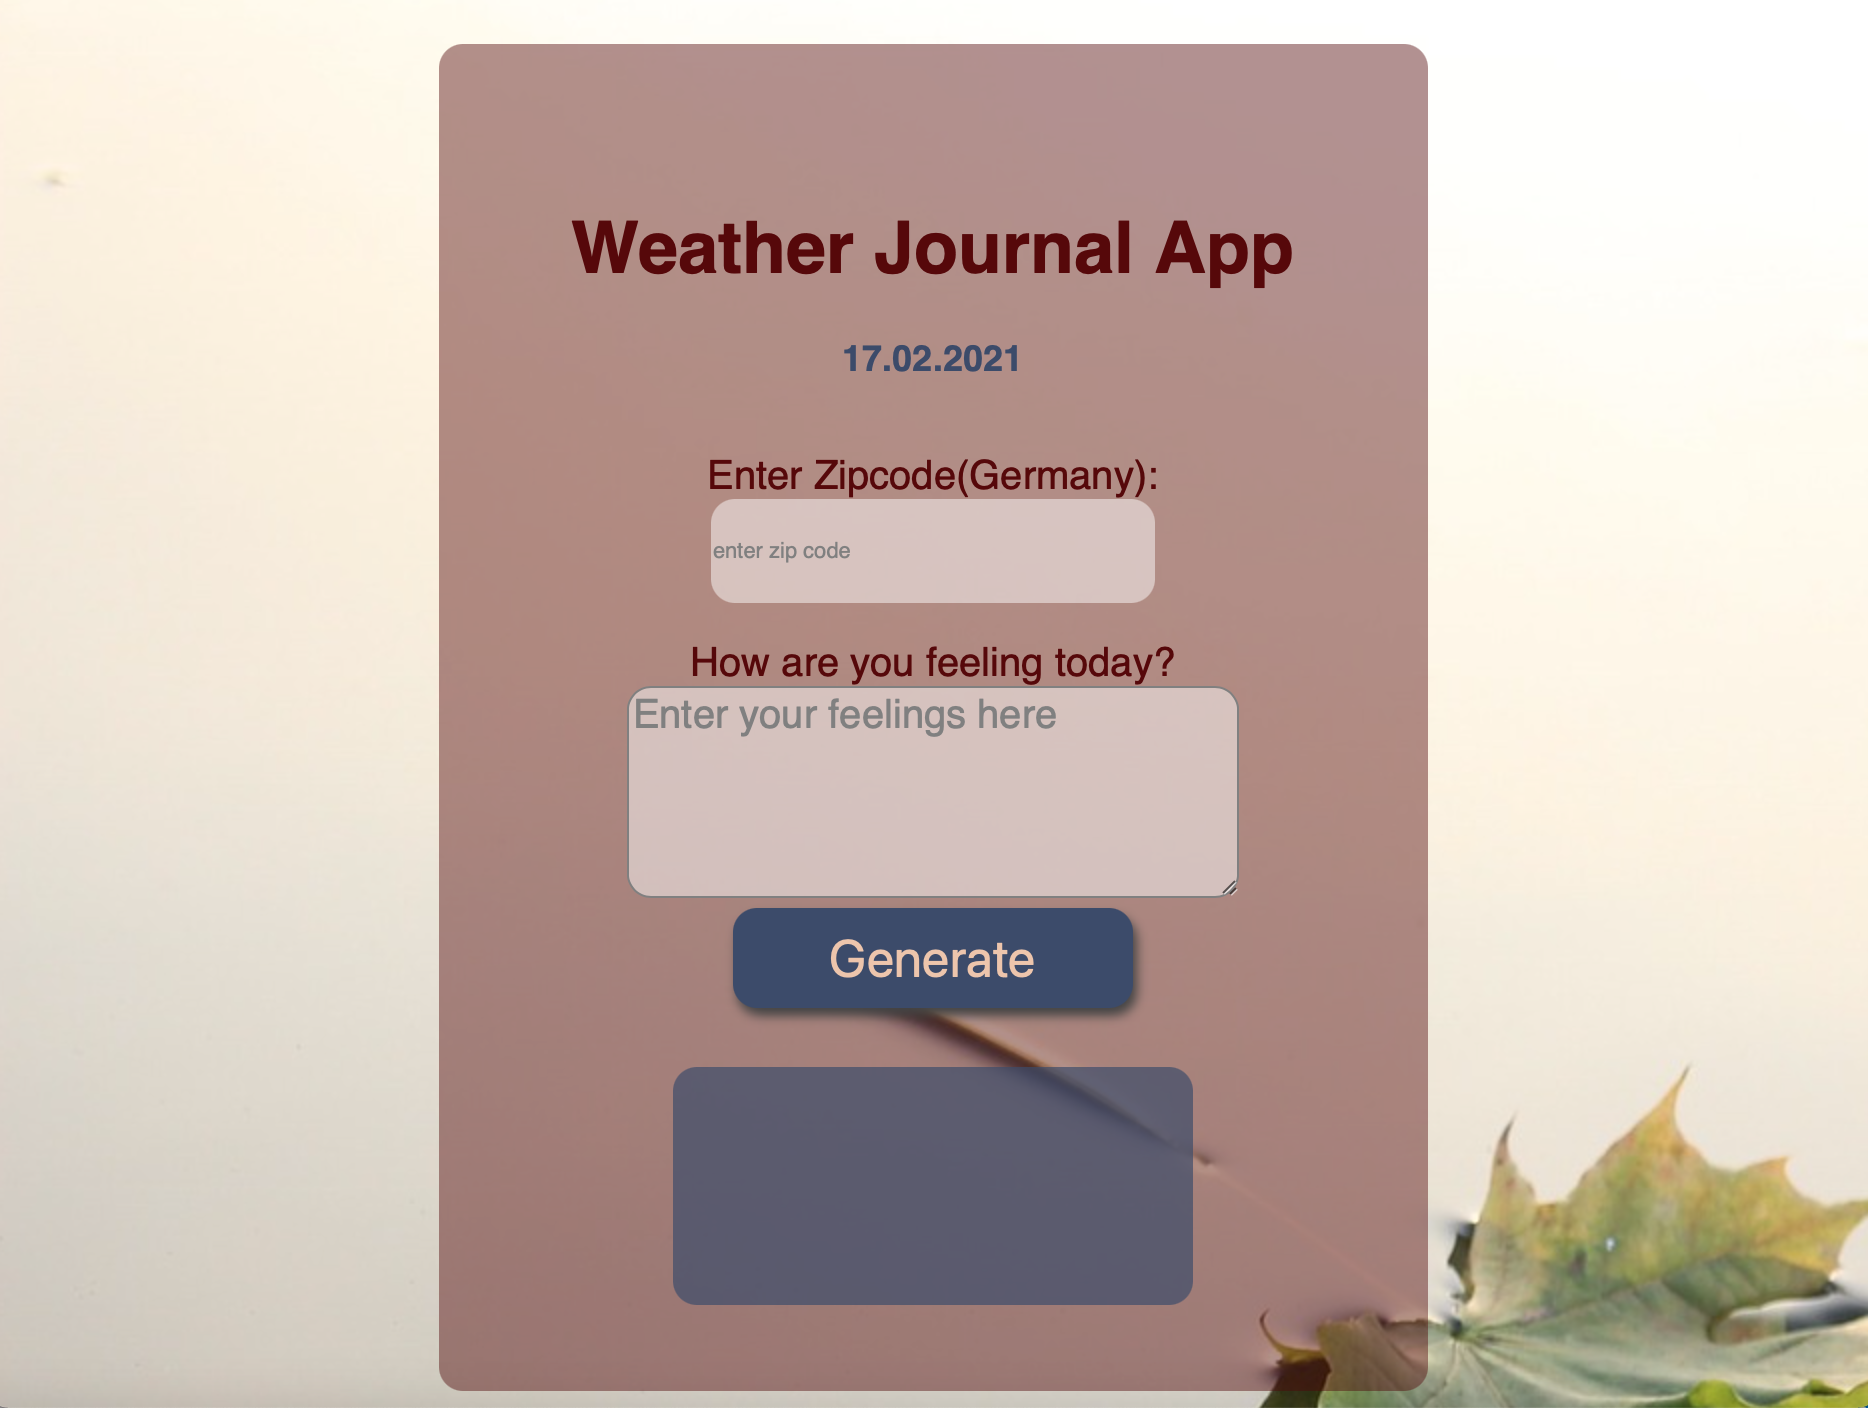 Weather Journal App
17.02.2021
Enter Zipcode(Germany):
enter zip code
How are you feeling today?
Enter your feelings here
Generate